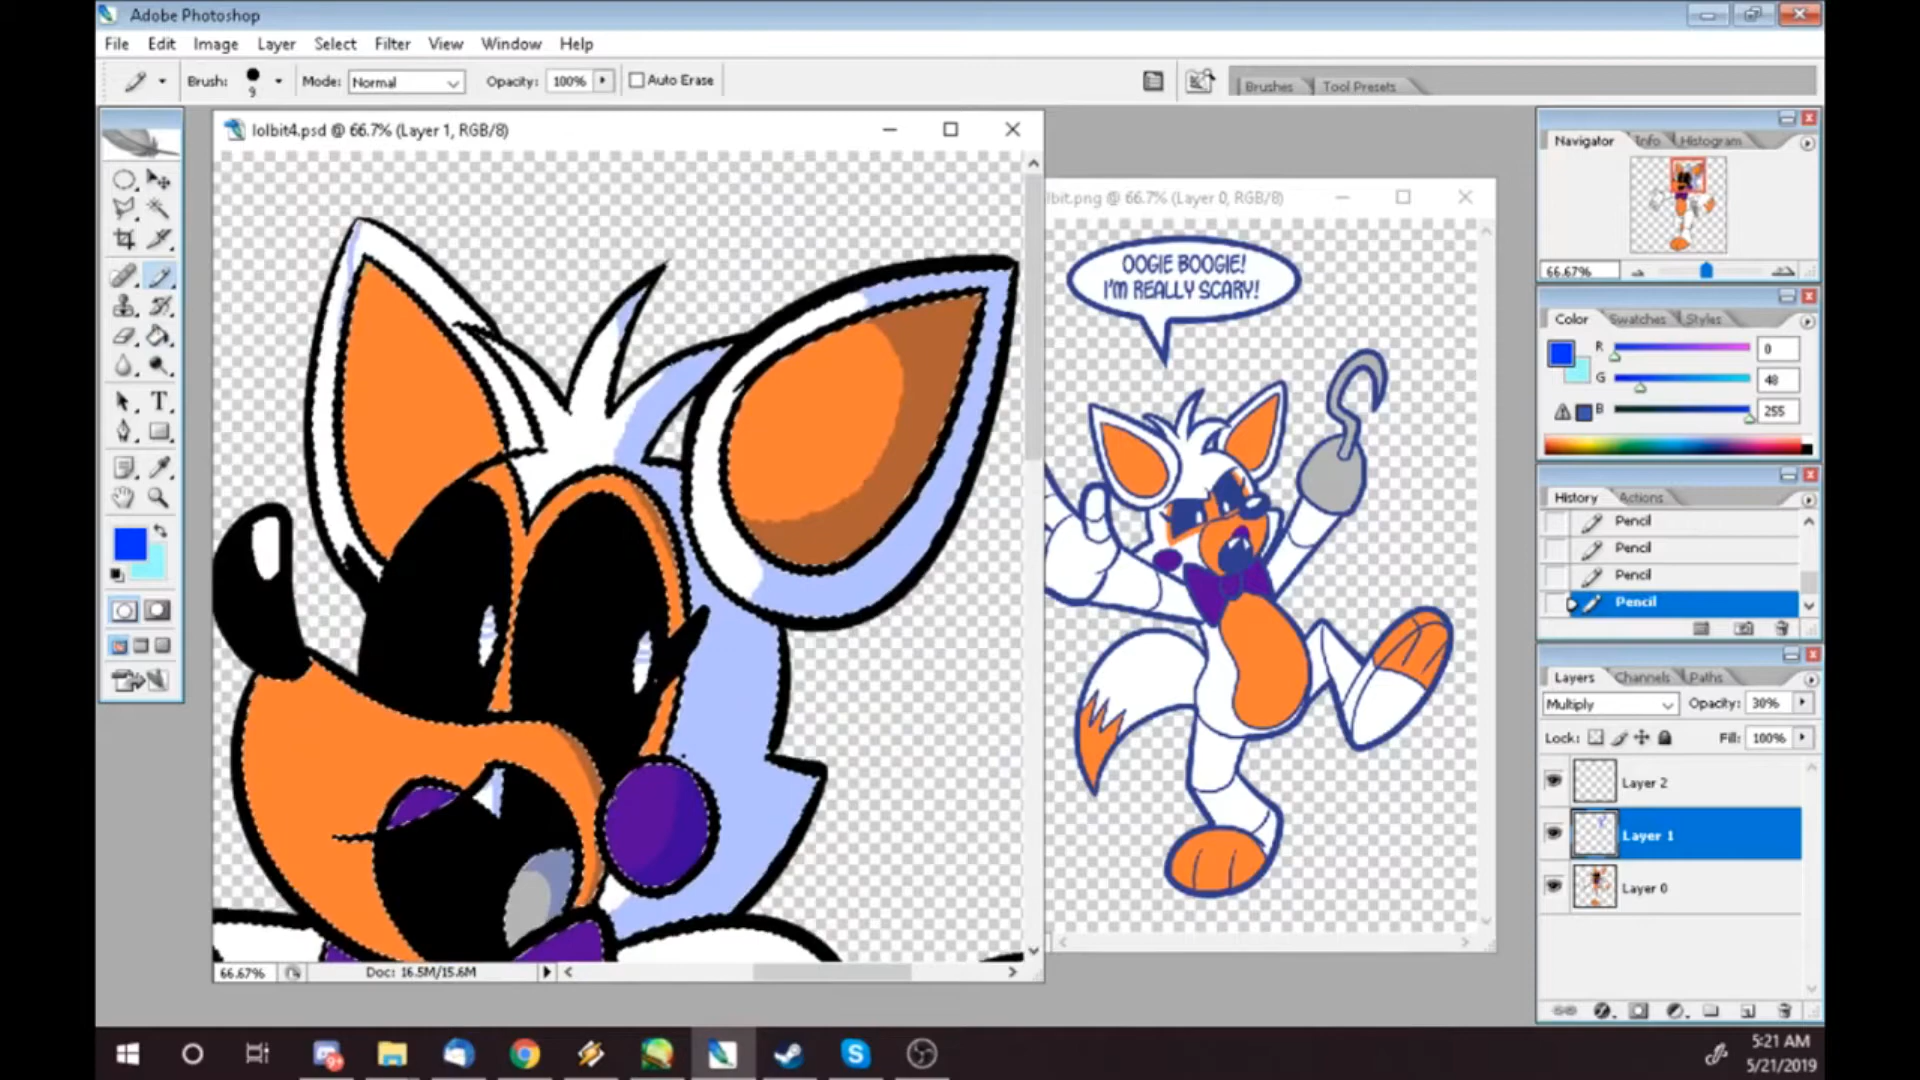 Adobe Photoshop
File Edit Image Layer Select Filter View Window Help
Brush: 9 Mode: Normal Opacity: 100% Auto Erase
Brushes Tool Presets
lolbit4.psd @ 66.7% (Layer 1, RGB/8)
lbit.png @ 66.7% (Layer 0, RGB/8)
OOGIE BOOGIE!
I'M REALLY SCARY!
66.67% Doc: 16.5M/15.6M
Navigator Info Histogram
66.67%
Color Swatches Styles
R 0
G 48
B 255
History Actions
Pencil
Pencil
Pencil
Pencil
Layers Channels Paths
Multiply Opacity: 30%
Lock: Fill: 100%
Layer 2
Layer 1
Layer 0
5:21 AM
5/21/2019